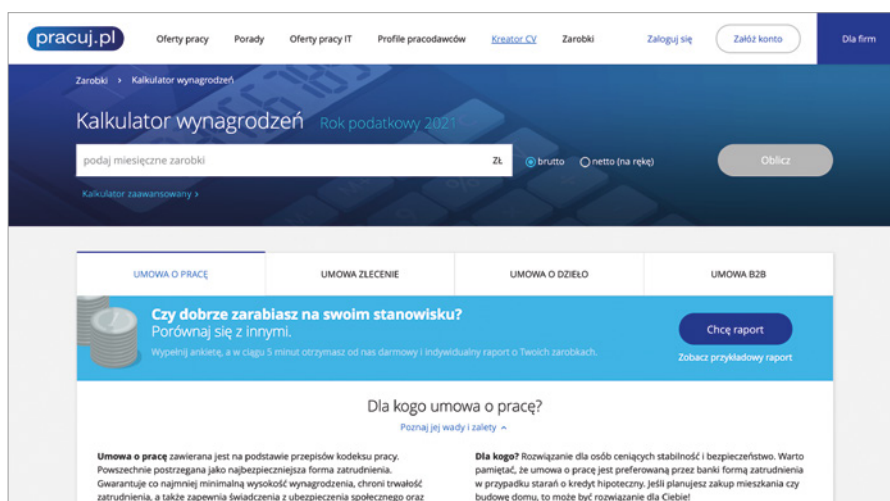 pracuj.pl
Oferty pracy Porady Oferty pracy IT Profile pracodawców Kreator CV Zarobki Zaloguj się Załóż konto Dla firm
Zarobki > Kalkulator wynagrodzeń
Kalkulator wynagrodzeń Rok podatkowy 2021
podaj miesięczne zarobki ZŁ brutto netto (na rękę) Oblicz
Kalkulator zaawansowany >
UMOWA O PRACĘ UMOWA ZLECENIE UMOWA O DZIEŁO UMOWA B2B
Czy dobrze zarabiasz na swoim stanowisku?
Porównaj się z innymi.
Chcę raport
Wypełnij ankietę, a w ciągu 5 minut otrzymasz od nas darmowy i indywidualny raport o Twoich zarobkach.
Zobacz przykładowy raport
Dla kogo umowa o pracę?
Poznaj jej wady i zalety
Umowa o pracę zawierana jest na podstawie przepisów kodeksu pracy.
Powszechnie postrzegana jako najbezpieczniejsza forma zatrudnienia.
Gwarantuje co najmniej minimalną wysokość wynagrodzenia, chroni trwałość
zatrudnienia, a także zapewnia świadczenia z ubezpieczenia społecznego oraz
Dla kogo? Rozwiązanie dla osób ceniących stabilność i bezpieczeństwo. Warto
pamiętać, że umowa o pracę jest preferowaną przez banki formą zatrudnienia
w przypadku starań o kredyt hipoteczny. Jeśli planujesz zakup mieszkania czy
budowę domu, to może być rozwiązanie dla Ciebie!